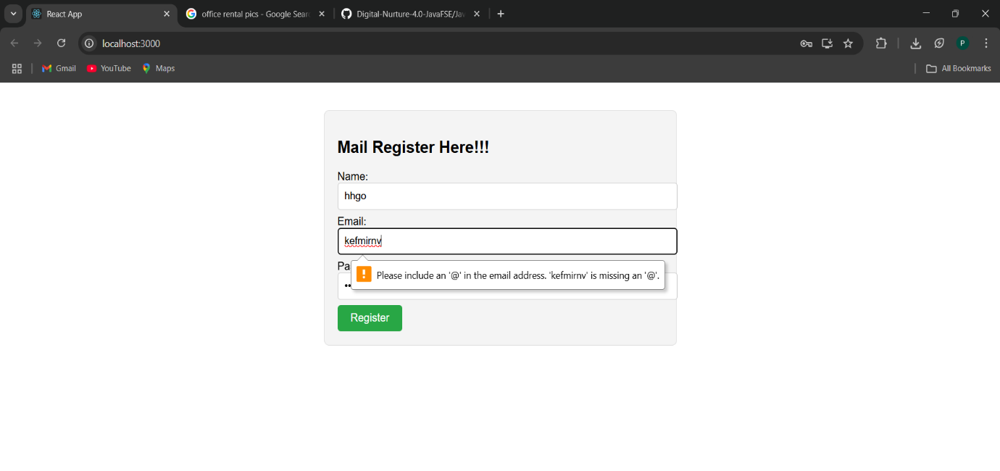 React App
office rental pics - Google Sear
Digital-Nurture-4.0-JavaFSE/Jav
localhost:3000
P
Gmail
YouTube
Maps
All Bookmarks
Mail Register Here!!!
Name:
hhgo
Email:
kefmirnv
Pa
Please include an '@' in the email address. 'kefmirnv' is missing an '@'.
Register